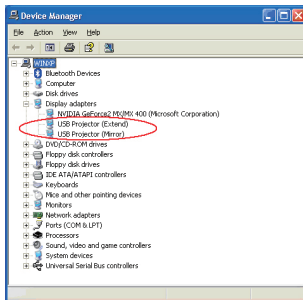 Device Manager
File Action View Help
WINXP
Bluetooth Devices
Computer
Disk drives
Display adapters
NVIDIA GeForce2 MX/MX 400 (Microsoft Corporation)
USB Projector (Extend)
USB Projector (Mirror)
DVD/CD-ROM drives
Floppy disk controllers
Floppy disk drives
IDE ATA/ATAPI controllers
Keyboards
Mice and other pointing devices
Monitors
Network adapters
Ports (COM & LPT)
Processors
Sound, video and game controllers
System devices
Universal Serial Bus controllers